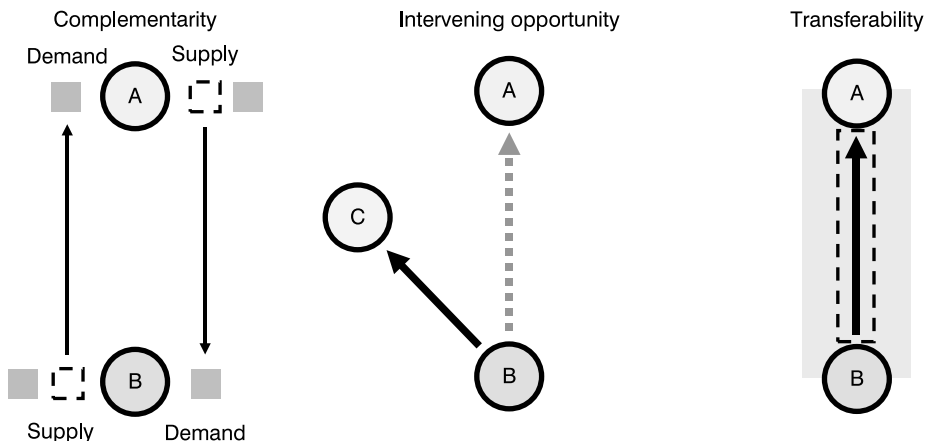 Complementarity
Demand
Supply
A
B
Supply
Demand
Intervening opportunity
A
C
B
Transferability
A
B